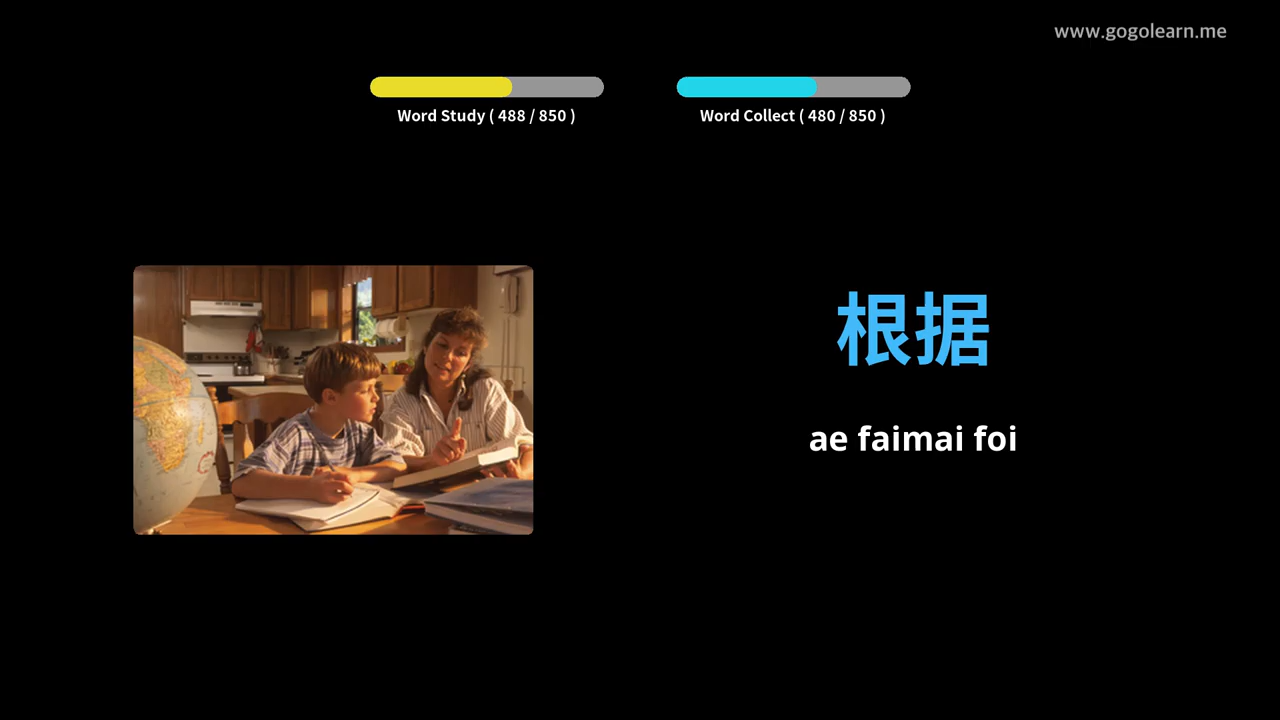 www.gogolearn.me
Word Study ( 488 / 850 )
Word Collect ( 480 / 850 )
根据
ae faimai foi